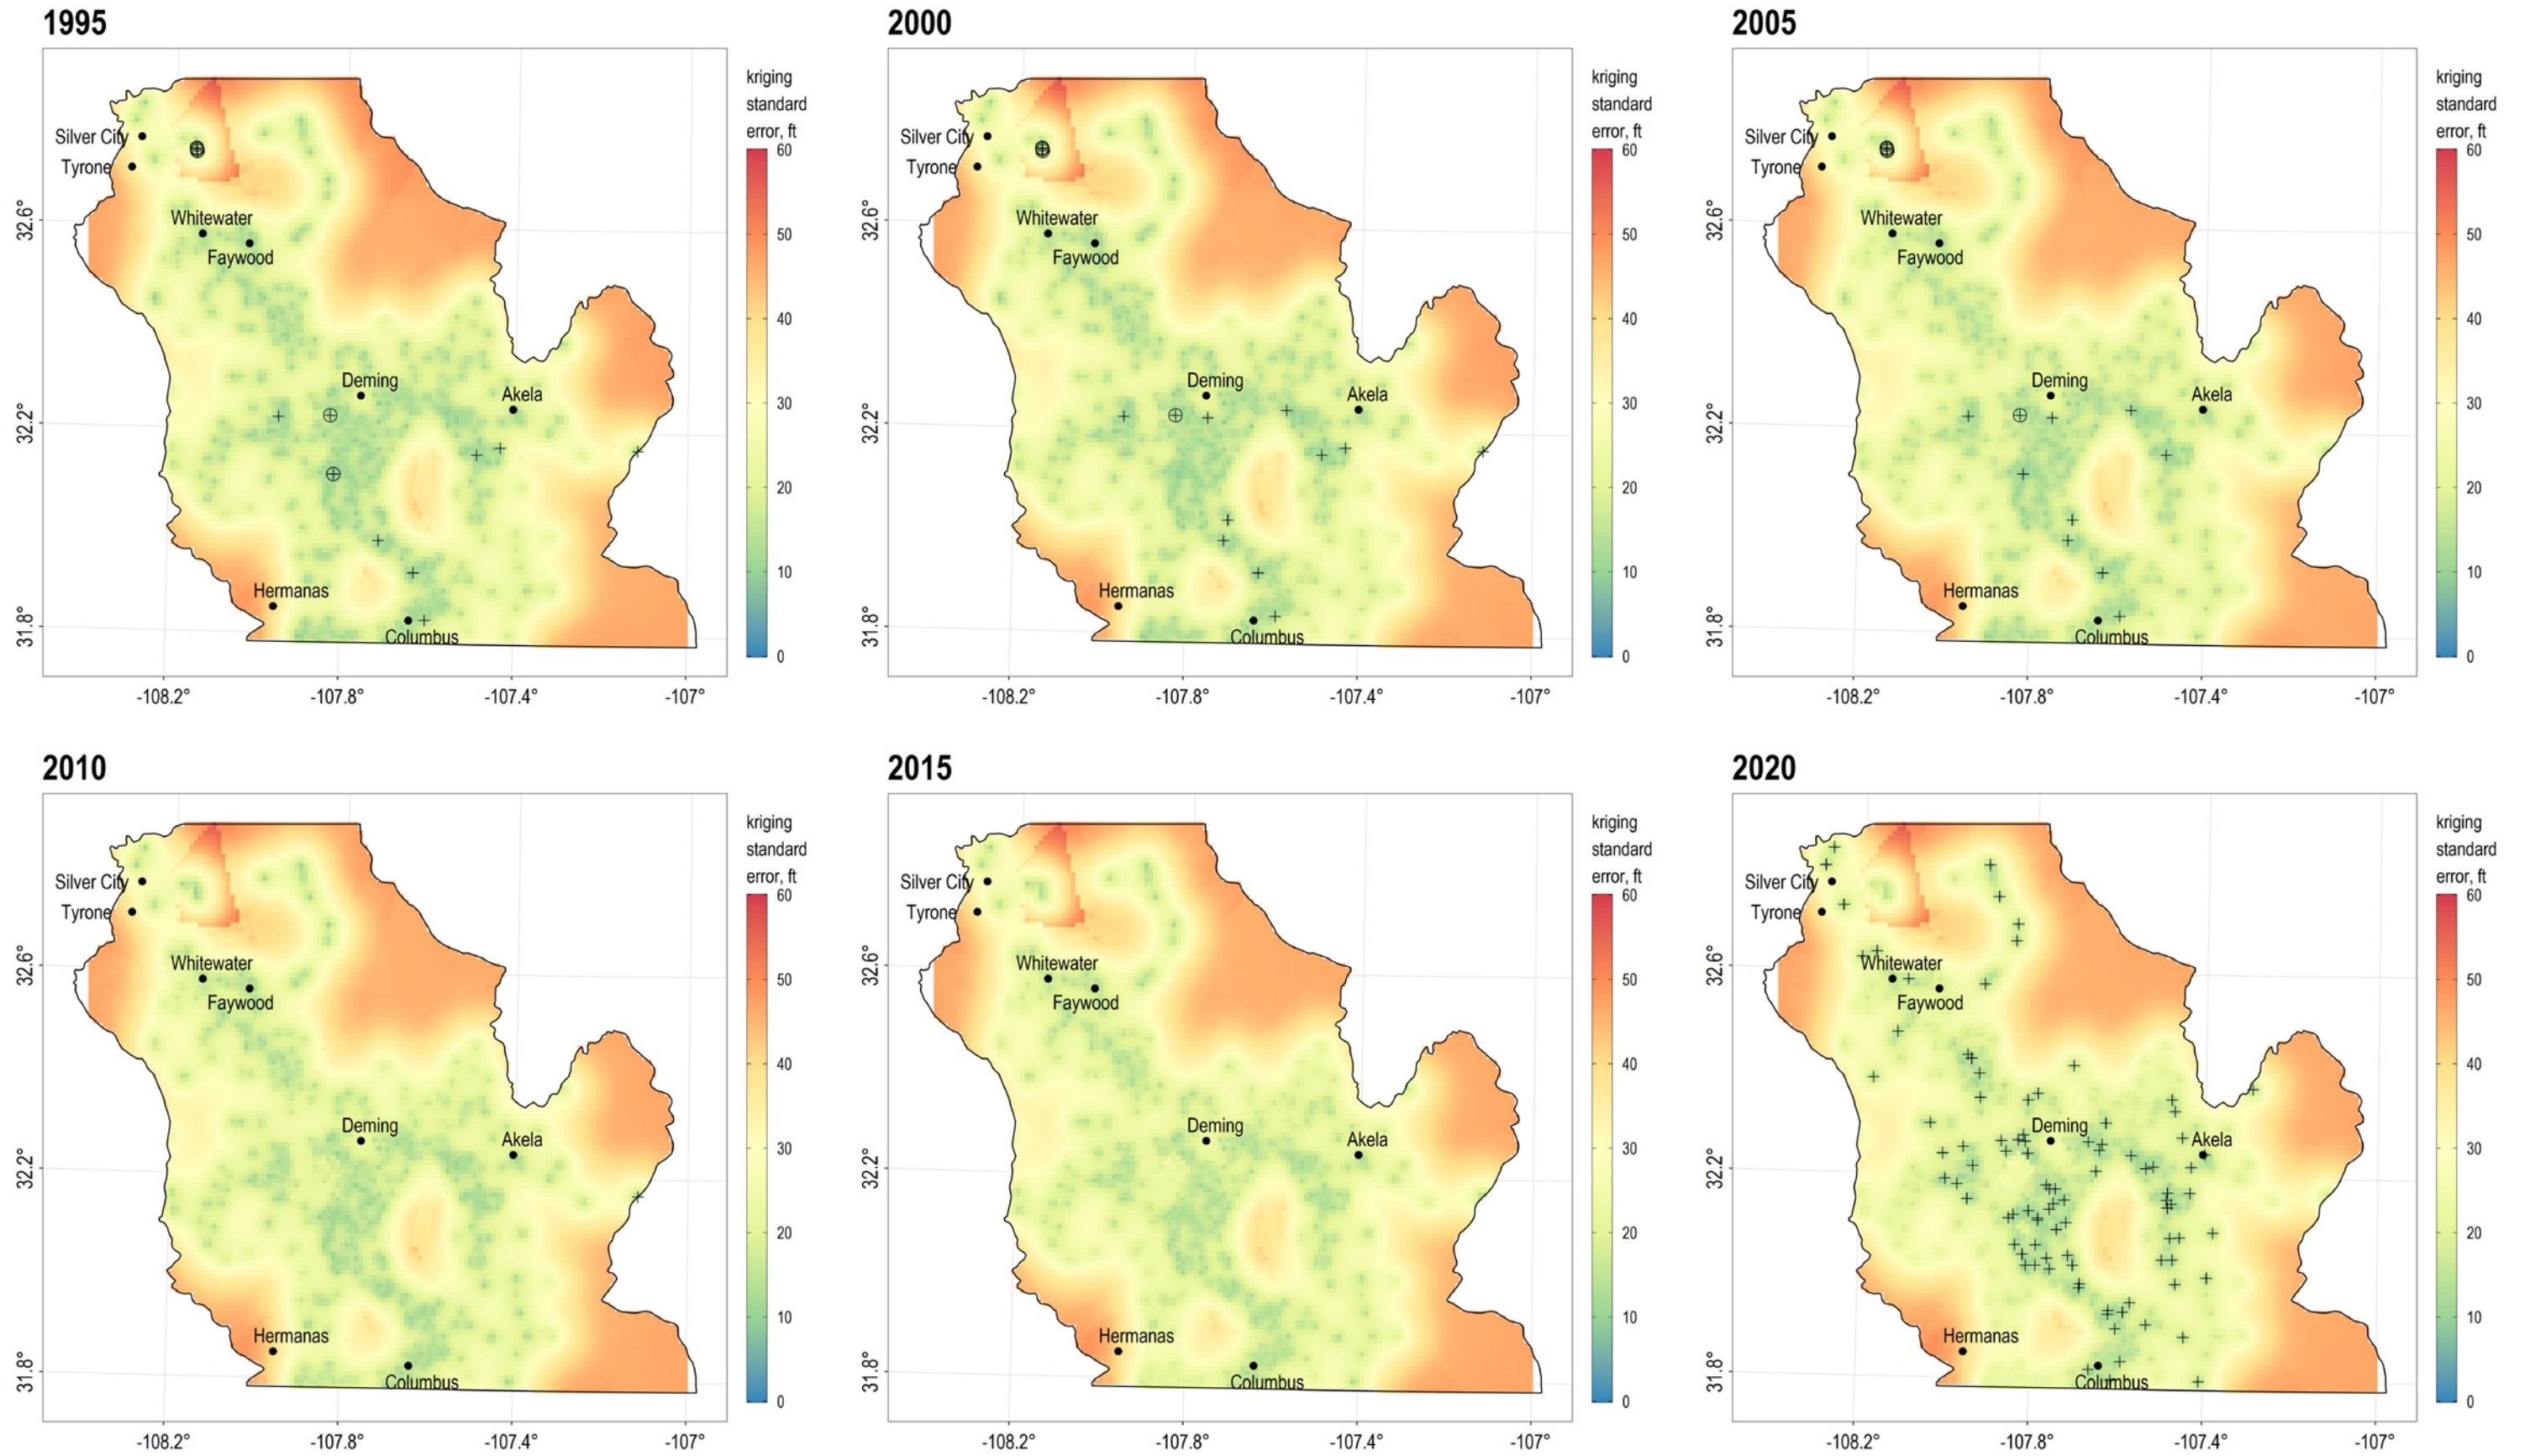 1995
kriging
standard
error, ft
60
50
40
30
20
10
0
Silver City
Tyrone
Whitewater
Faywood
Deming
Akela
Hermanas
Columbus
32.6°
32.2°
31.8°
-108.2°
-107.8°
-107.4°
-107°
2000
kriging
standard
error, ft
60
50
40
30
20
10
0
Silver City
Tyrone
Whitewater
Faywood
Deming
Akela
Hermanas
Columbus
32.6°
32.2°
31.8°
-108.2°
-107.8°
-107.4°
-107°
2005
kriging
standard
error, ft
60
50
40
30
20
10
0
Silver City
Tyrone
Whitewater
Faywood
Deming
Akela
Hermanas
Columbus
32.6°
32.2°
31.8°
-108.2°
-107.8°
-107.4°
-107°
2010
kriging
standard
error, ft
60
50
40
30
20
10
0
Silver City
Tyrone
Whitewater
Faywood
Deming
Akela
Hermanas
Columbus
32.6°
32.2°
31.8°
-108.2°
-107.8°
-107.4°
-107°
2015
kriging
standard
error, ft
60
50
40
30
20
10
0
Silver City
Tyrone
Whitewater
Faywood
Deming
Akela
Hermanas
Columbus
32.6°
32.2°
31.8°
-108.2°
-107.8°
-107.4°
-107°
2020
kriging
standard
error, ft
60
50
40
30
20
10
0
Silver City
Tyrone
Whitewater
Faywood
Deming
Akela
Hermanas
Columbus
32.6°
32.2°
31.8°
-108.2°
-107.8°
-107.4°
-107°